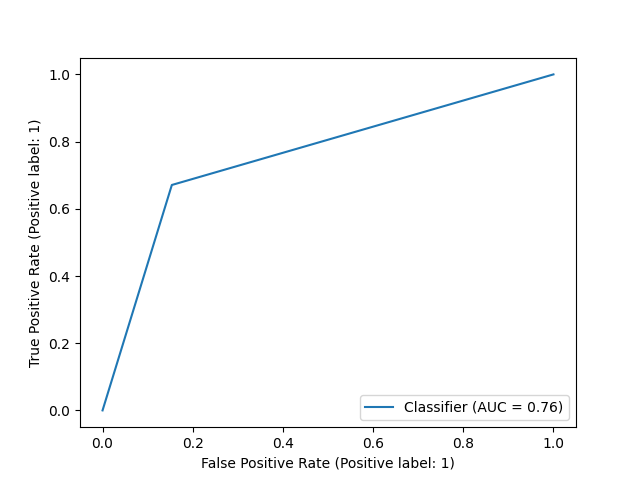 1.0
0.8
0.6
0.4
0.2
0.0
True Positive Rate (Positive label: 1)
Classifier (AUC = 0.76)
0.0 0.2 0.4 0.6 0.8 1.0
False Positive Rate (Positive label: 1)